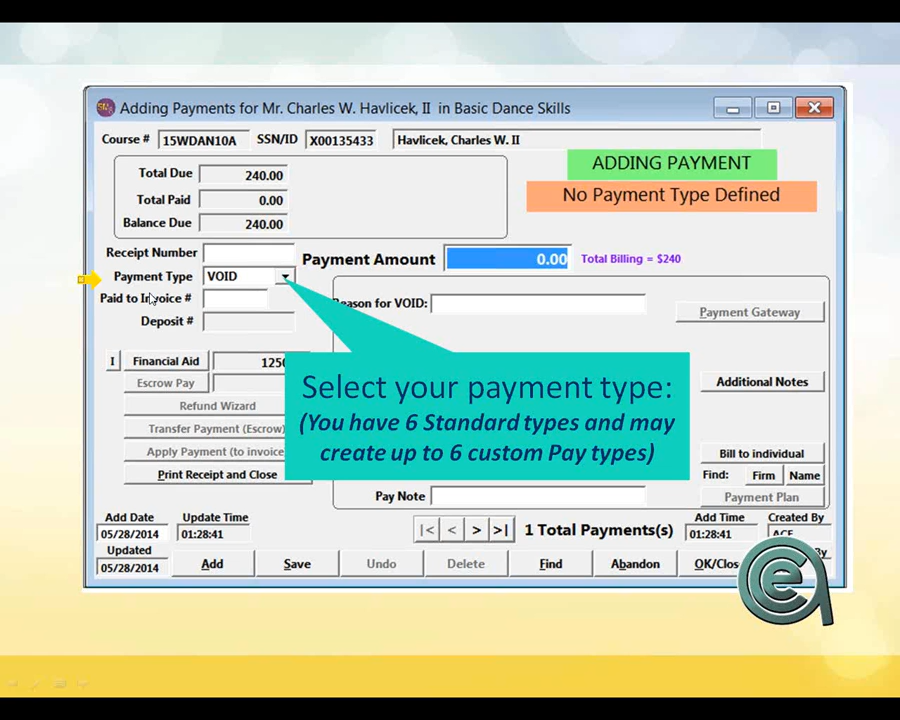 Adding Payments for Mr. Charles W. Havlicek, II in Basic Dance Skills
Course # 15WDAN10A SSN/ID X00135433 Havlicek, Charles W. II
ADDING PAYMENT
No Payment Type Defined
Total Due 240.00
Total Paid 0.00
Balance Due 240.00
Receipt Number
Payment Amount 0.00 Total Billing = $240
Payment Type VOID
Paid to Invoice #
Reason for VOID:
Payment Gateway
Deposit #
I Financial Aid 1250
Escrow Pay
Refund Wizard
Transfer Payment (Escrow)
Apply Payment (to invoice
Print Receipt and Close
Select your payment type:
(You have 6 Standard types and may
create up to 6 custom Pay types)
Additional Notes
Bill to individual
Find: Firm Name
Pay Note
Payment Plan
Add Date Update Time
05/28/2014 01:28:41
|< < > >| 1 Total Payments(s)
Add Time Created By
01:28:41 ACE
Updated By
05/28/2014
Add Save Undo Delete Find Abandon OK/Clos